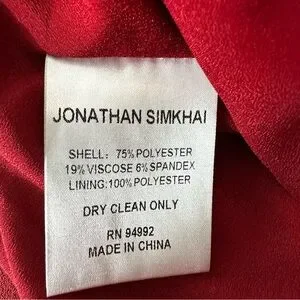 JONATHAN SIMKHAI
SHELL: 75% POLYESTER
19% VISCOSE 6% SPANDEX
LINING: 100% POLYESTER
DRY CLEAN ONLY
RN 94992
MADE IN CHINA